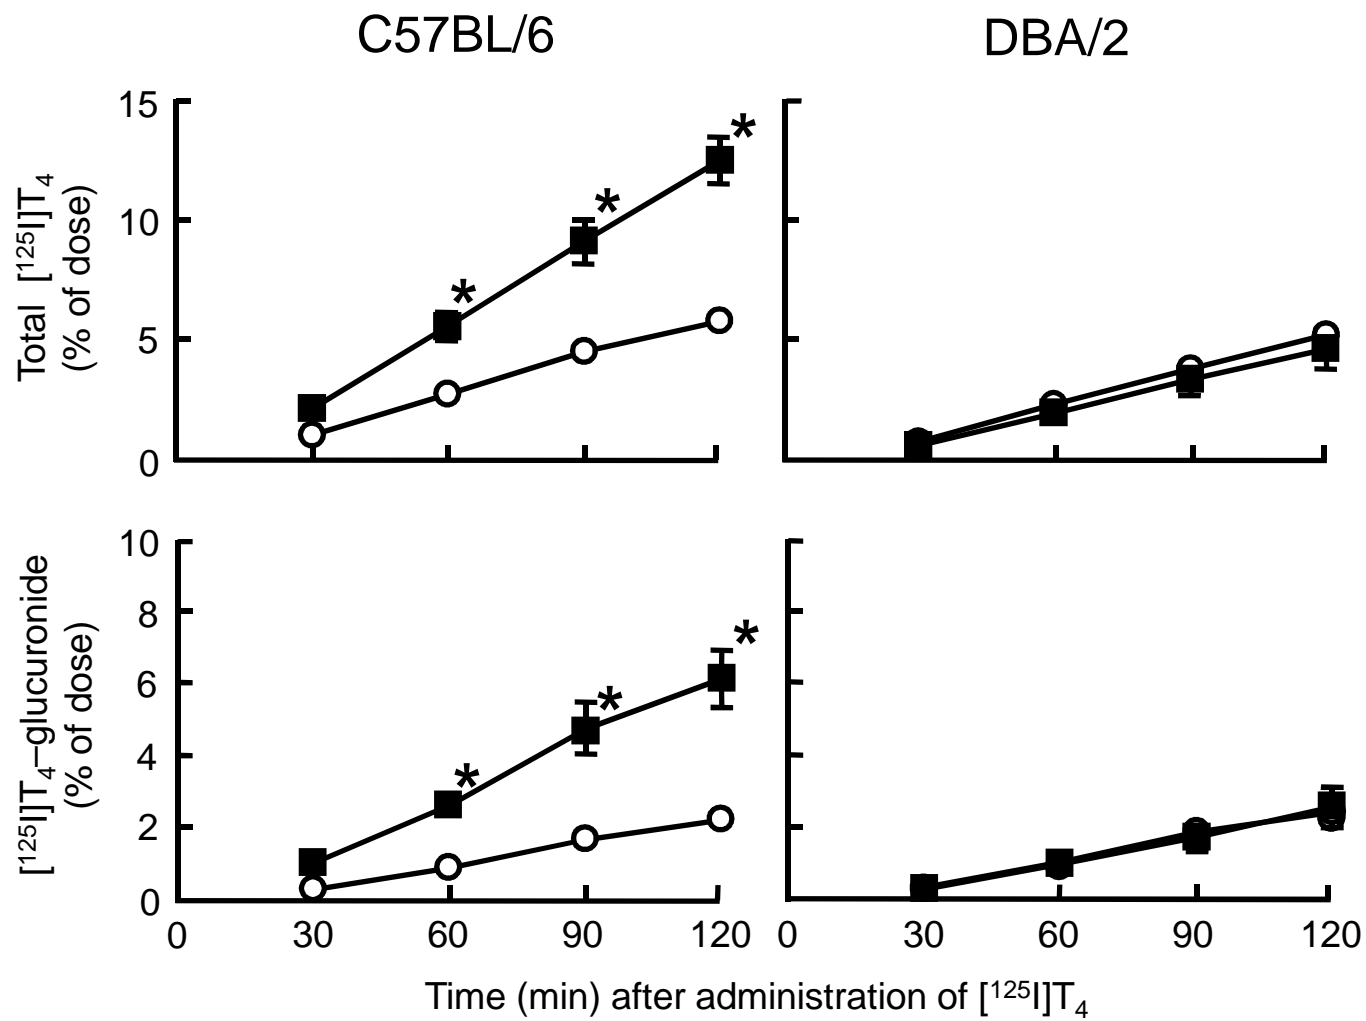 C57BL/6
DBA/2
Total [¹²⁵I]T₄
(% of dose)
15
10
5
0
*
*
*
[¹²⁵I]T₄–glucuronide
(% of dose)
10
8
6
4
2
0
*
*
*
0 30 60 90 120
0 30 60 90 120
Time (min) after administration of [¹²⁵I]T₄